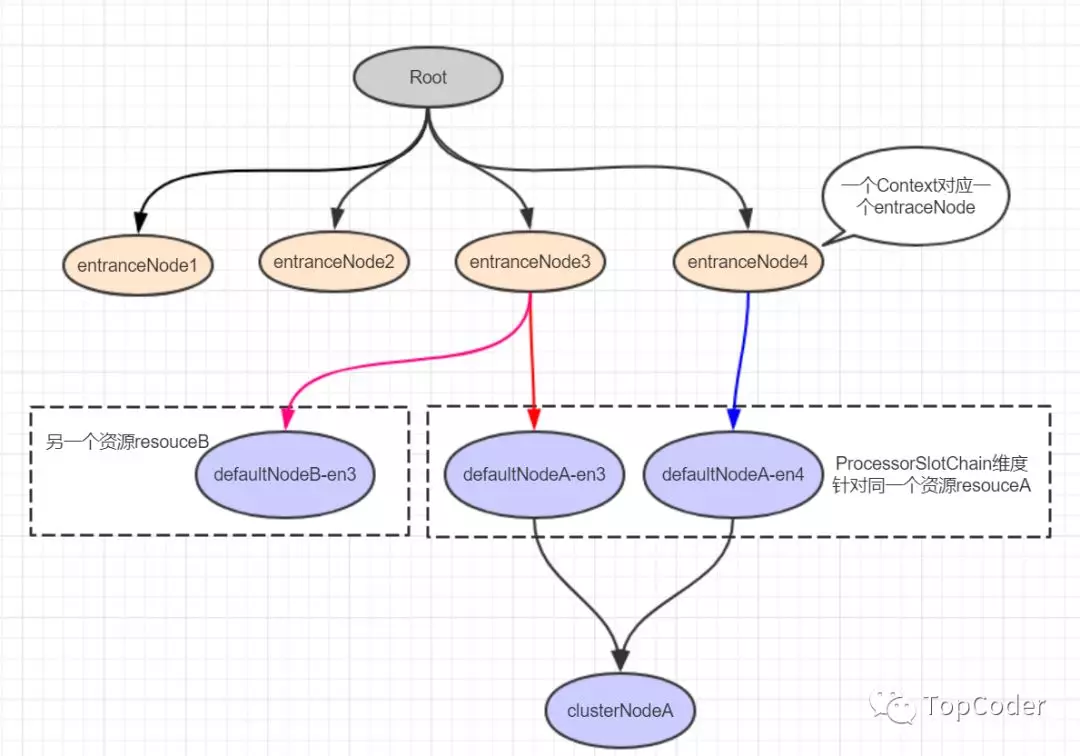 Root
一个Context对应一
个entraceNode
entranceNode1
entranceNode2
entranceNode3
entranceNode4
另一个资源resouceB
defaultNodeB-en3
defaultNodeA-en3
defaultNodeA-en4
ProcessorSlotChain维度
针对同一个资源resouceA
clusterNodeA
TopCoder